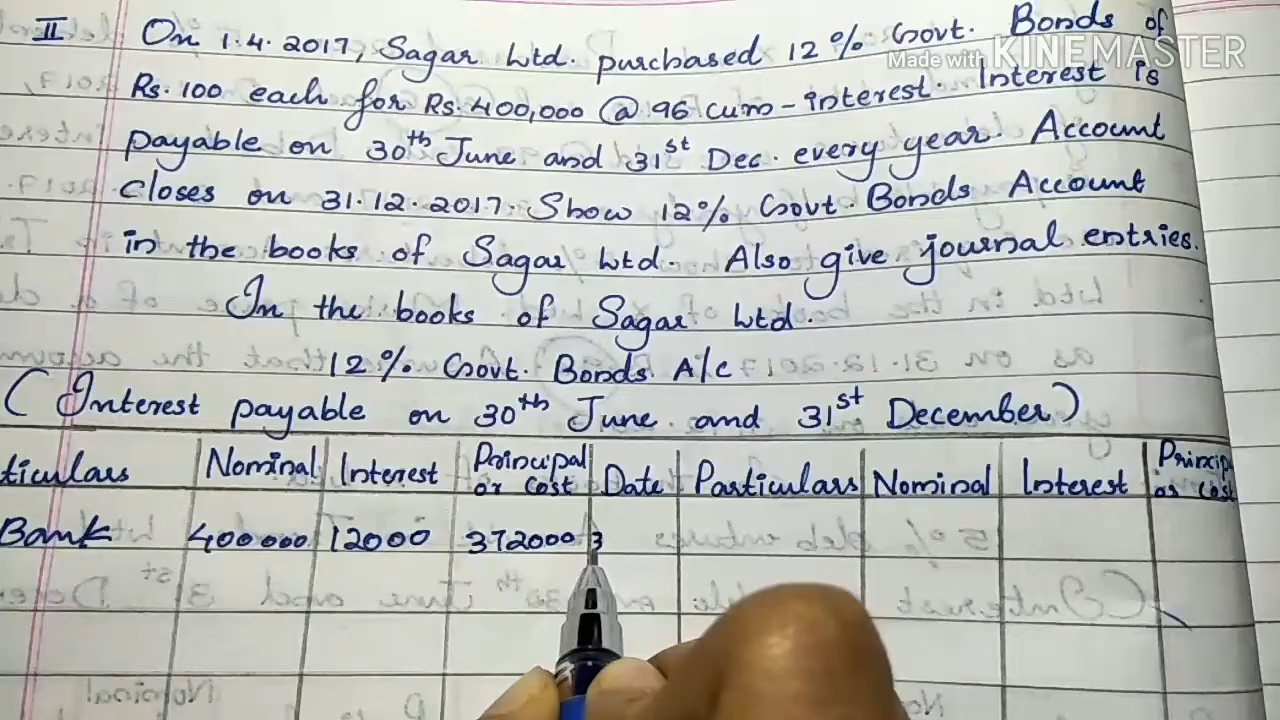 II On 1.4.2017, Sagar Ltd. purchased 12% Govt. Bonds of
Made with KINEMASTER
Rs. 100 each for Rs. 400,000 @ 96 cum-interest. Interest is
payable on 30th June and 31st Dec. every year. Account
closes on 31.12.2017. Show 12% Govt. Bonds Account
in the books of Sagar Ltd. Also give journal entries.
In the books of Sagar Ltd.
12% Govt. Bonds A/c
(Interest payable on 30th June and 31st December)
ticulars Nominal Interest Principal or Cost Date Particulars Nominal Interest Princip or Cost
Bank 400000 12000 372000 3